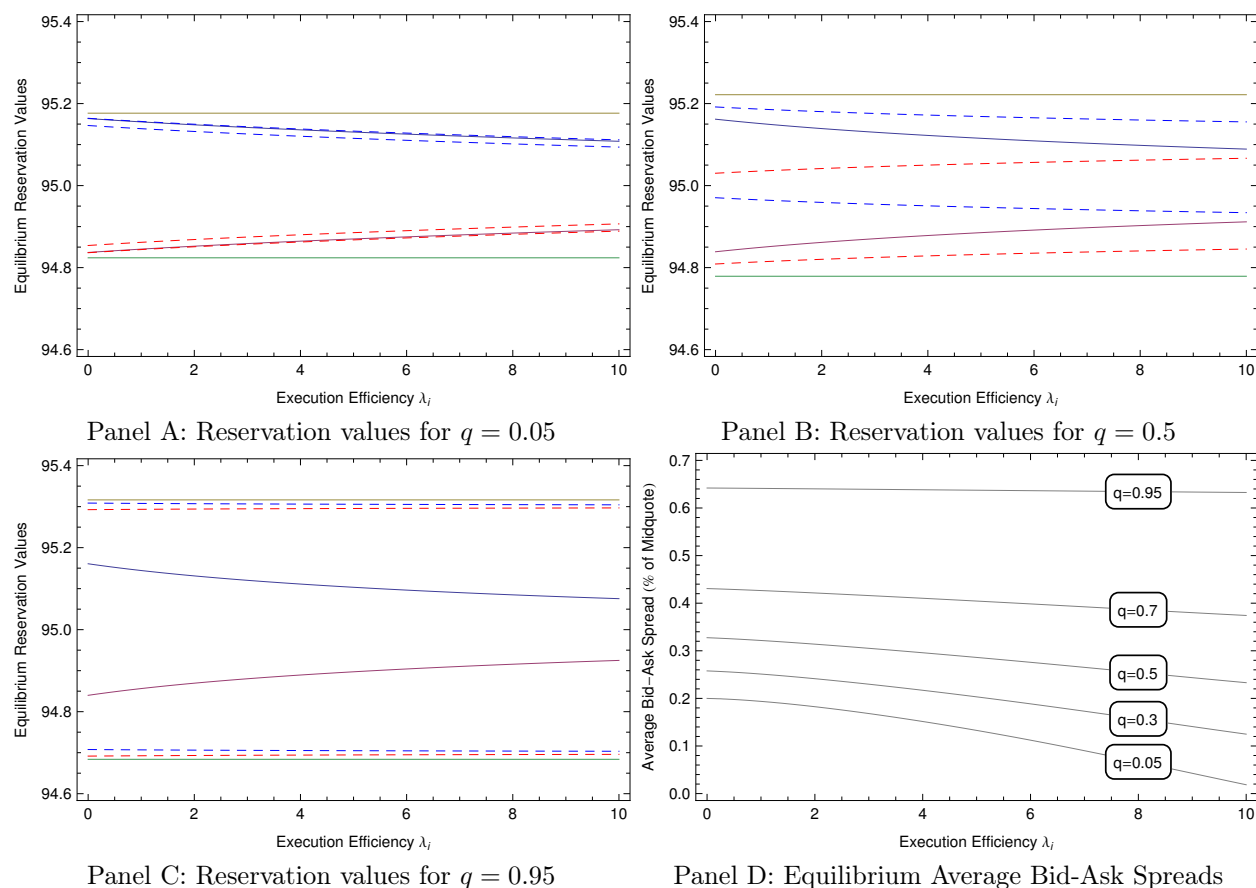 95.4
95.2
95.0
94.8
94.6
Equilibrium Reservation Values
0 2 4 6 8 10
Execution Efficiency λi
Panel A: Reservation values for q = 0.05
95.4
95.2
95.0
94.8
94.6
Equilibrium Reservation Values
0 2 4 6 8 10
Execution Efficiency λi
Panel B: Reservation values for q = 0.5
95.4
95.2
95.0
94.8
94.6
Equilibrium Reservation Values
0 2 4 6 8 10
Execution Efficiency λi
Panel C: Reservation values for q = 0.95
0.7
0.6
0.5
0.4
0.3
0.2
0.1
0.0
Average Bid-Ask Spread (% of Midquote)
q=0.95
q=0.7
q=0.5
q=0.3
q=0.05
0 2 4 6 8 10
Execution Efficiency λi
Panel D: Equilibrium Average Bid-Ask Spreads